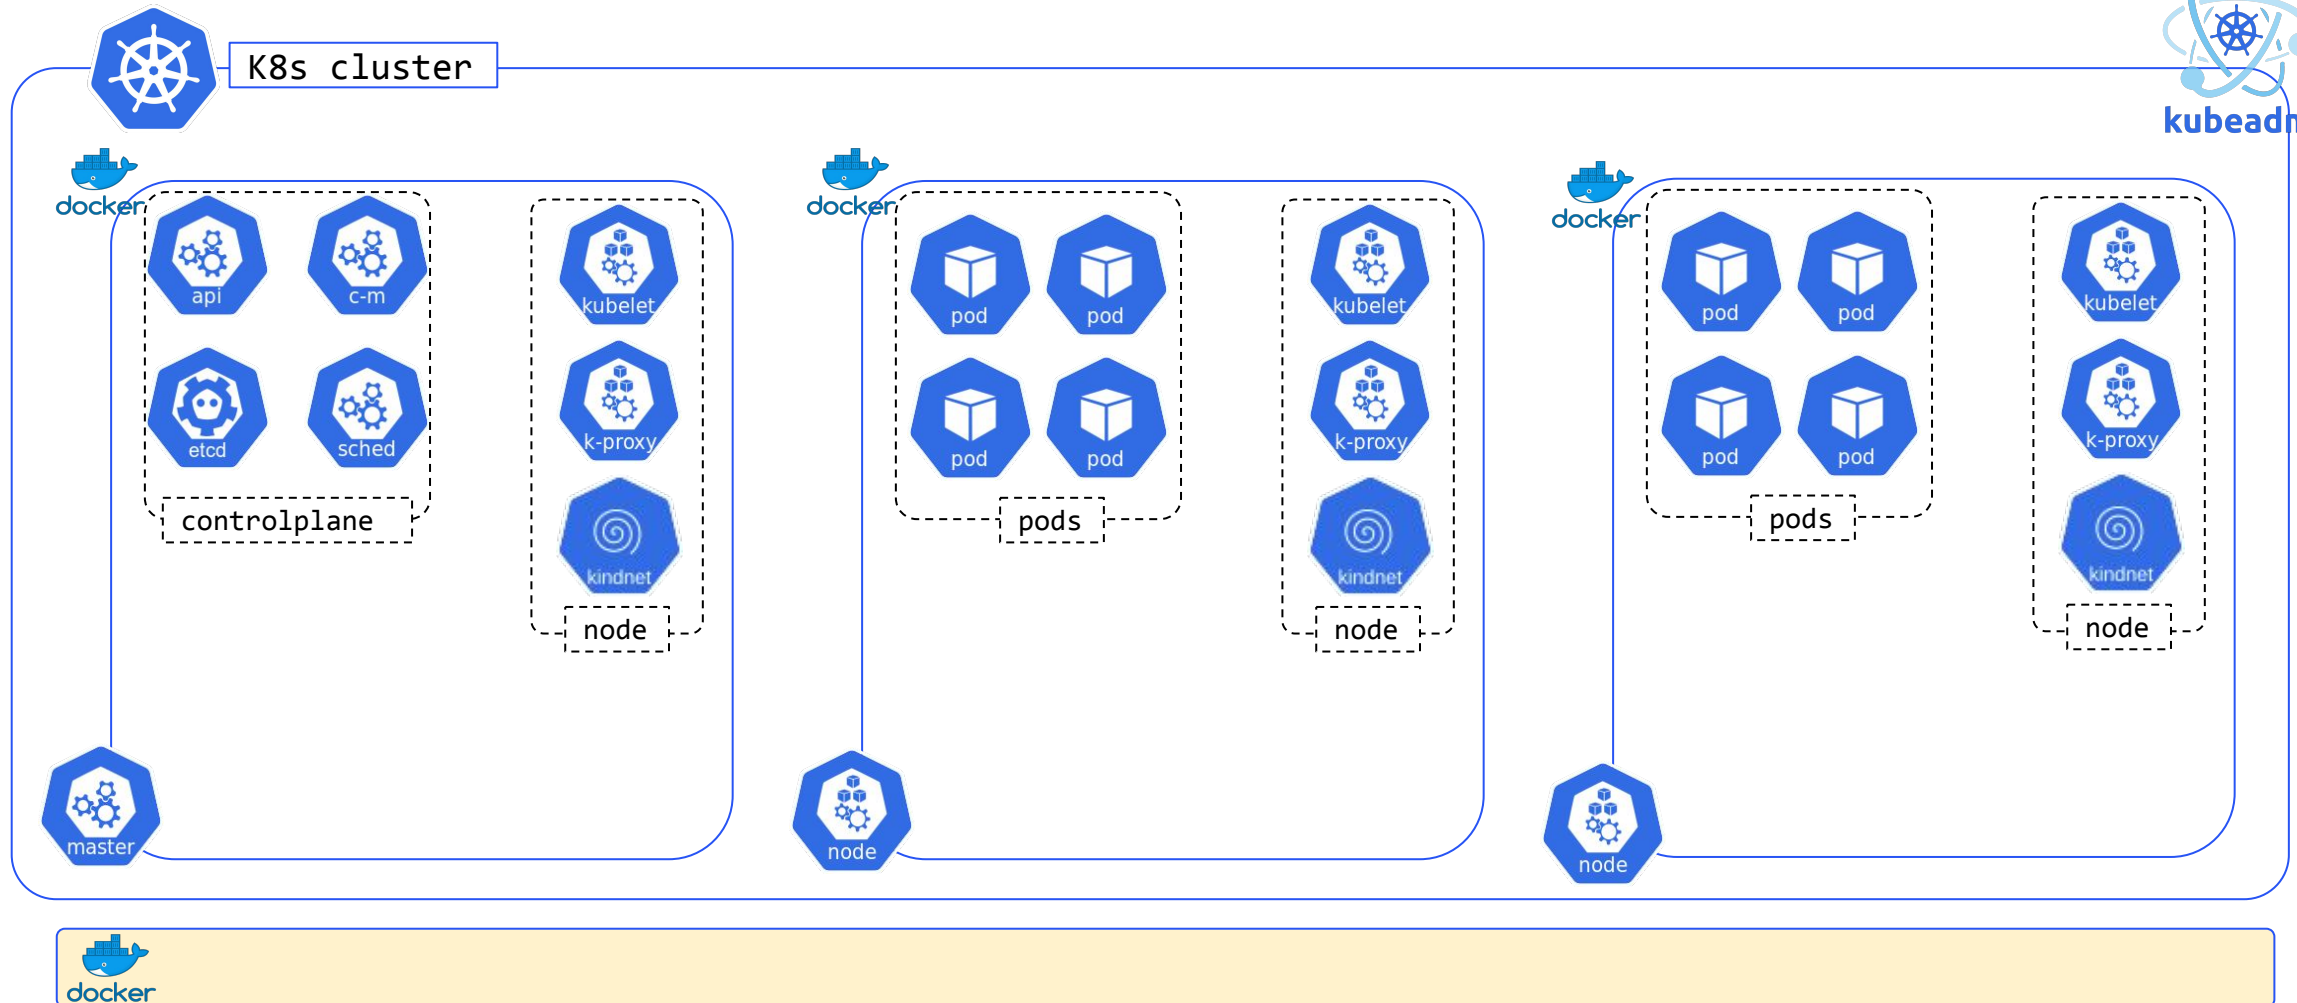 K8s cluster
kubeadm
docker
api
c-m
etcd
sched
controlplane
kubelet
k-proxy
kindnet
node
master
docker
pod
pod
pod
pod
pods
kubelet
k-proxy
kindnet
node
node
docker
pod
pod
pod
pod
pods
kubelet
k-proxy
kindnet
node
node
docker